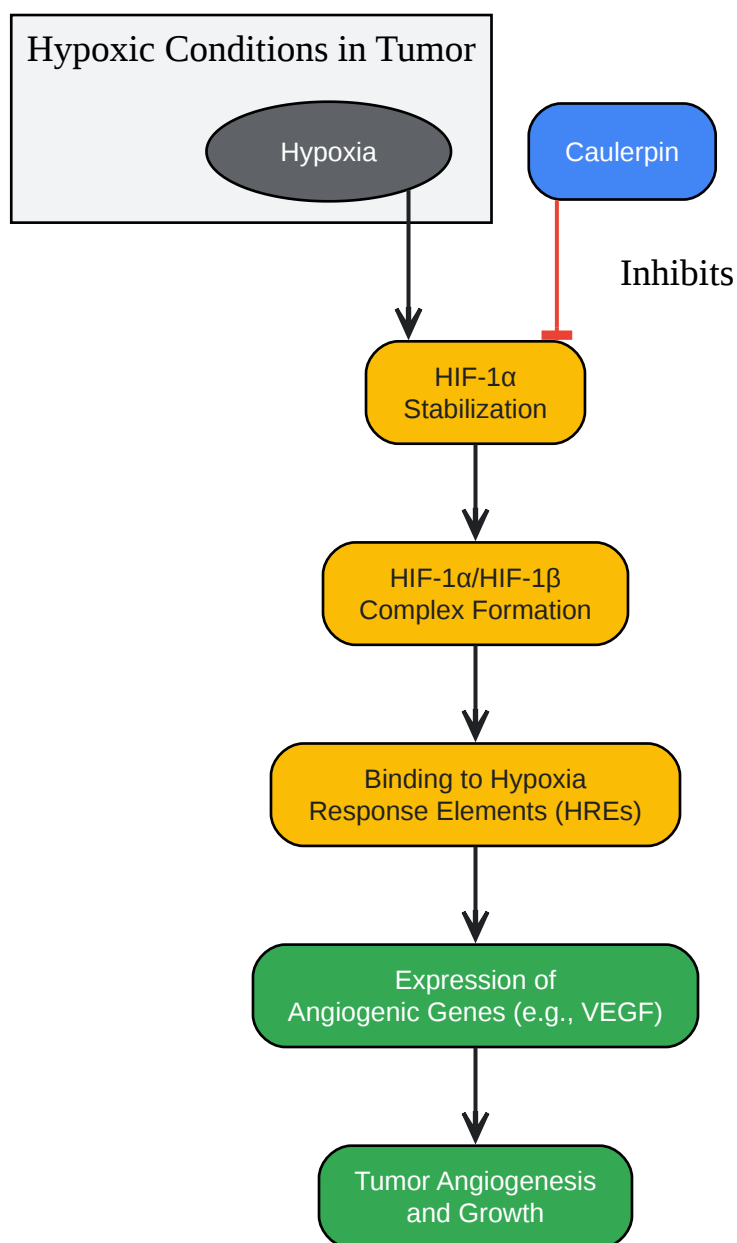 Hypoxic Conditions in Tumor
Hypoxia
Caulerpin
Inhibits
HIF-1α
Stabilization
HIF-1α/HIF-1β
Complex Formation
Binding to Hypoxia
Response Elements (HREs)
Expression of
Angiogenic Genes (e.g., VEGF)
Tumor Angiogenesis
and Growth